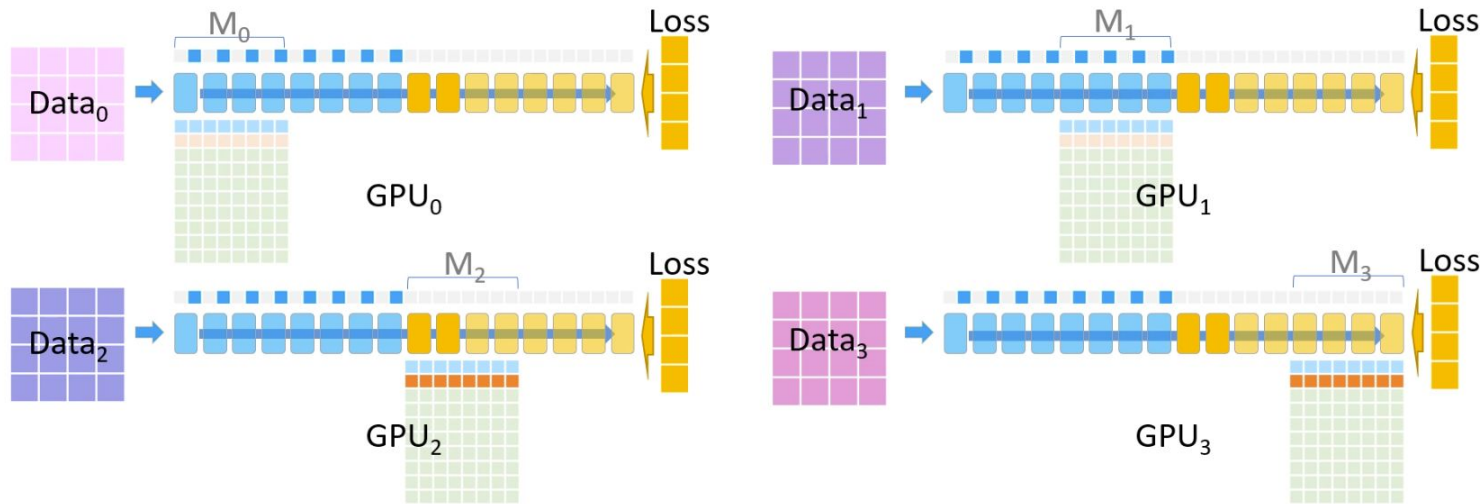 M₀
Loss
Data₀
GPU₀
M₁
Loss
Data₁
GPU₁
M₂
Loss
Data₂
GPU₂
M₃
Loss
Data₃
GPU₃